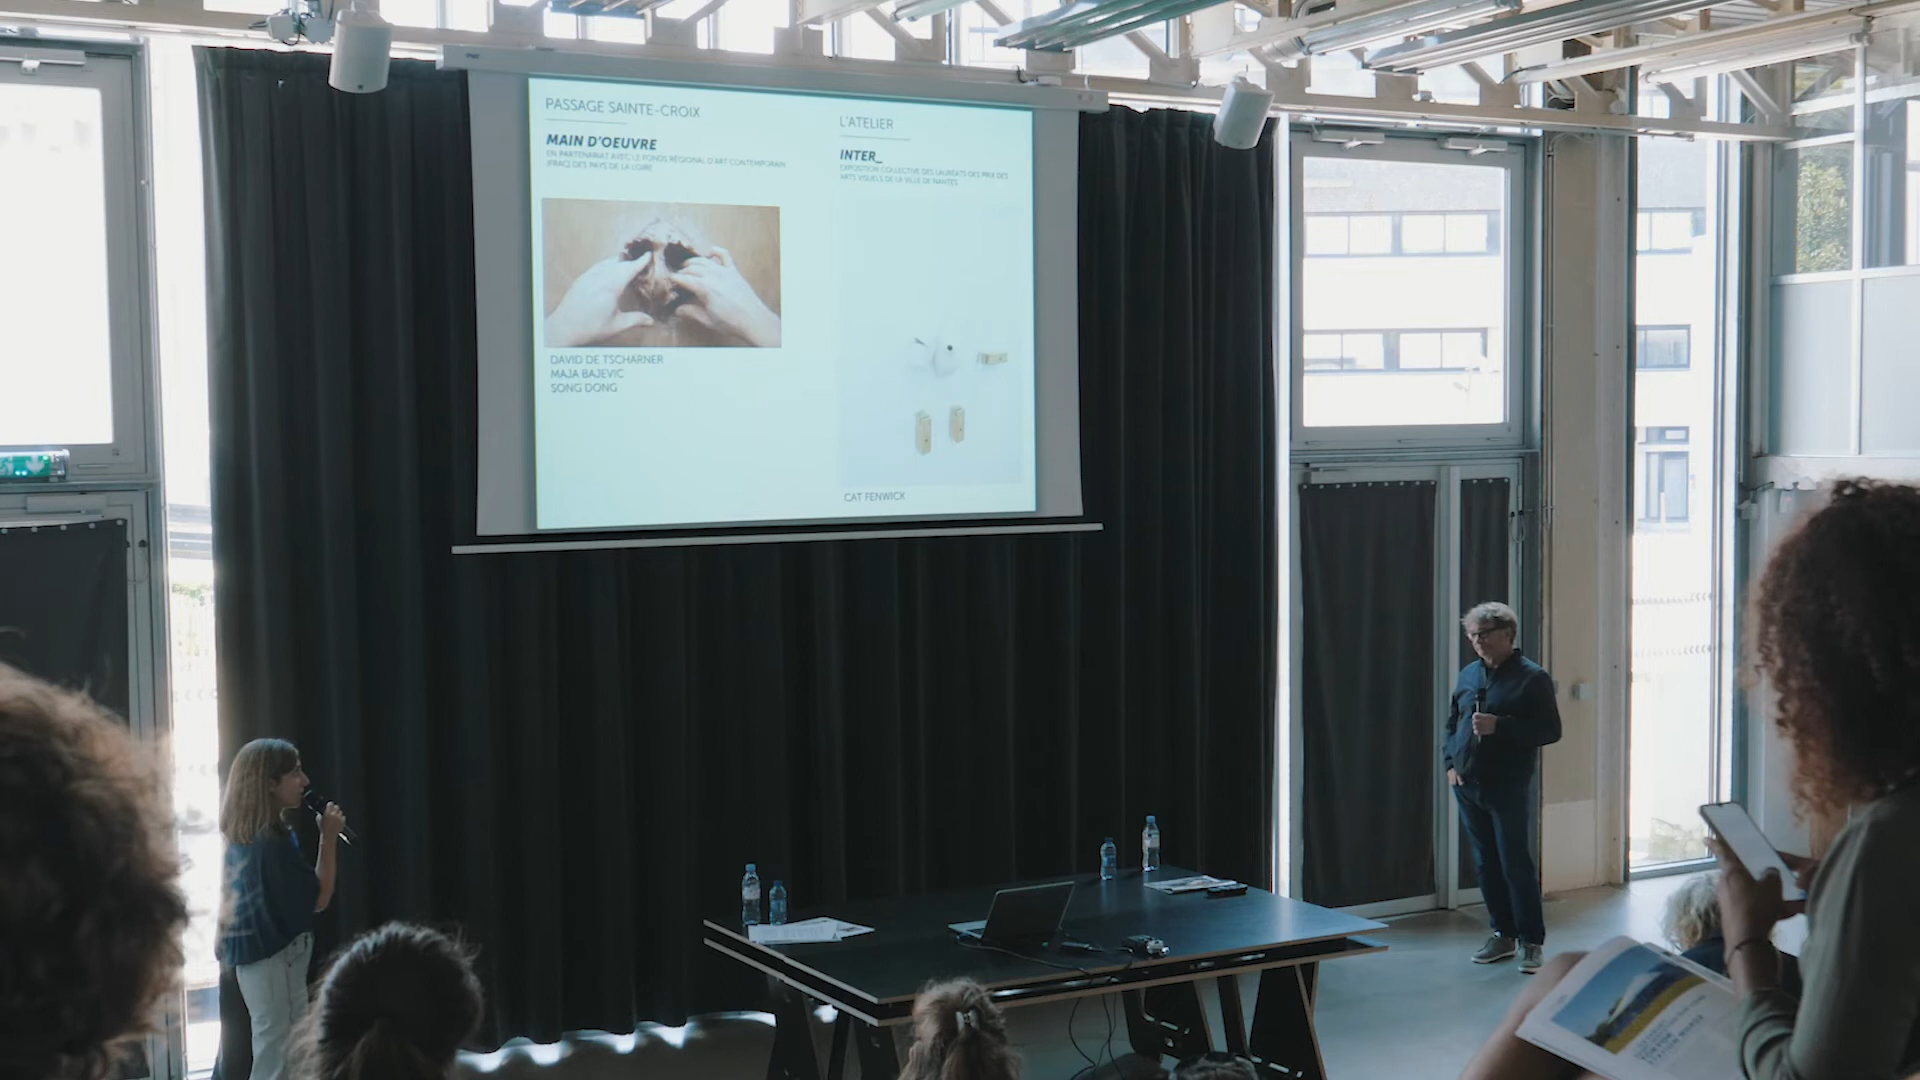 PASSAGE SAINTE-CROIX
MAIN D'OEUVRE
EN PARTENARIAT AVEC LE FONDS RÉGIONAL D'ART CONTEMPORAIN
(FRAC) DES PAYS DE LA LOIRE
DAVID DE TSCHARNER
MAJA BAJEVIC
SONG DONG
L'ATELIER
INTER_
EXPOSITION COLLECTIVE DES LAURÉATS DES PRIX DES
ARTS VISUELS DE LA VILLE DE NANTES
CAT FENWICK